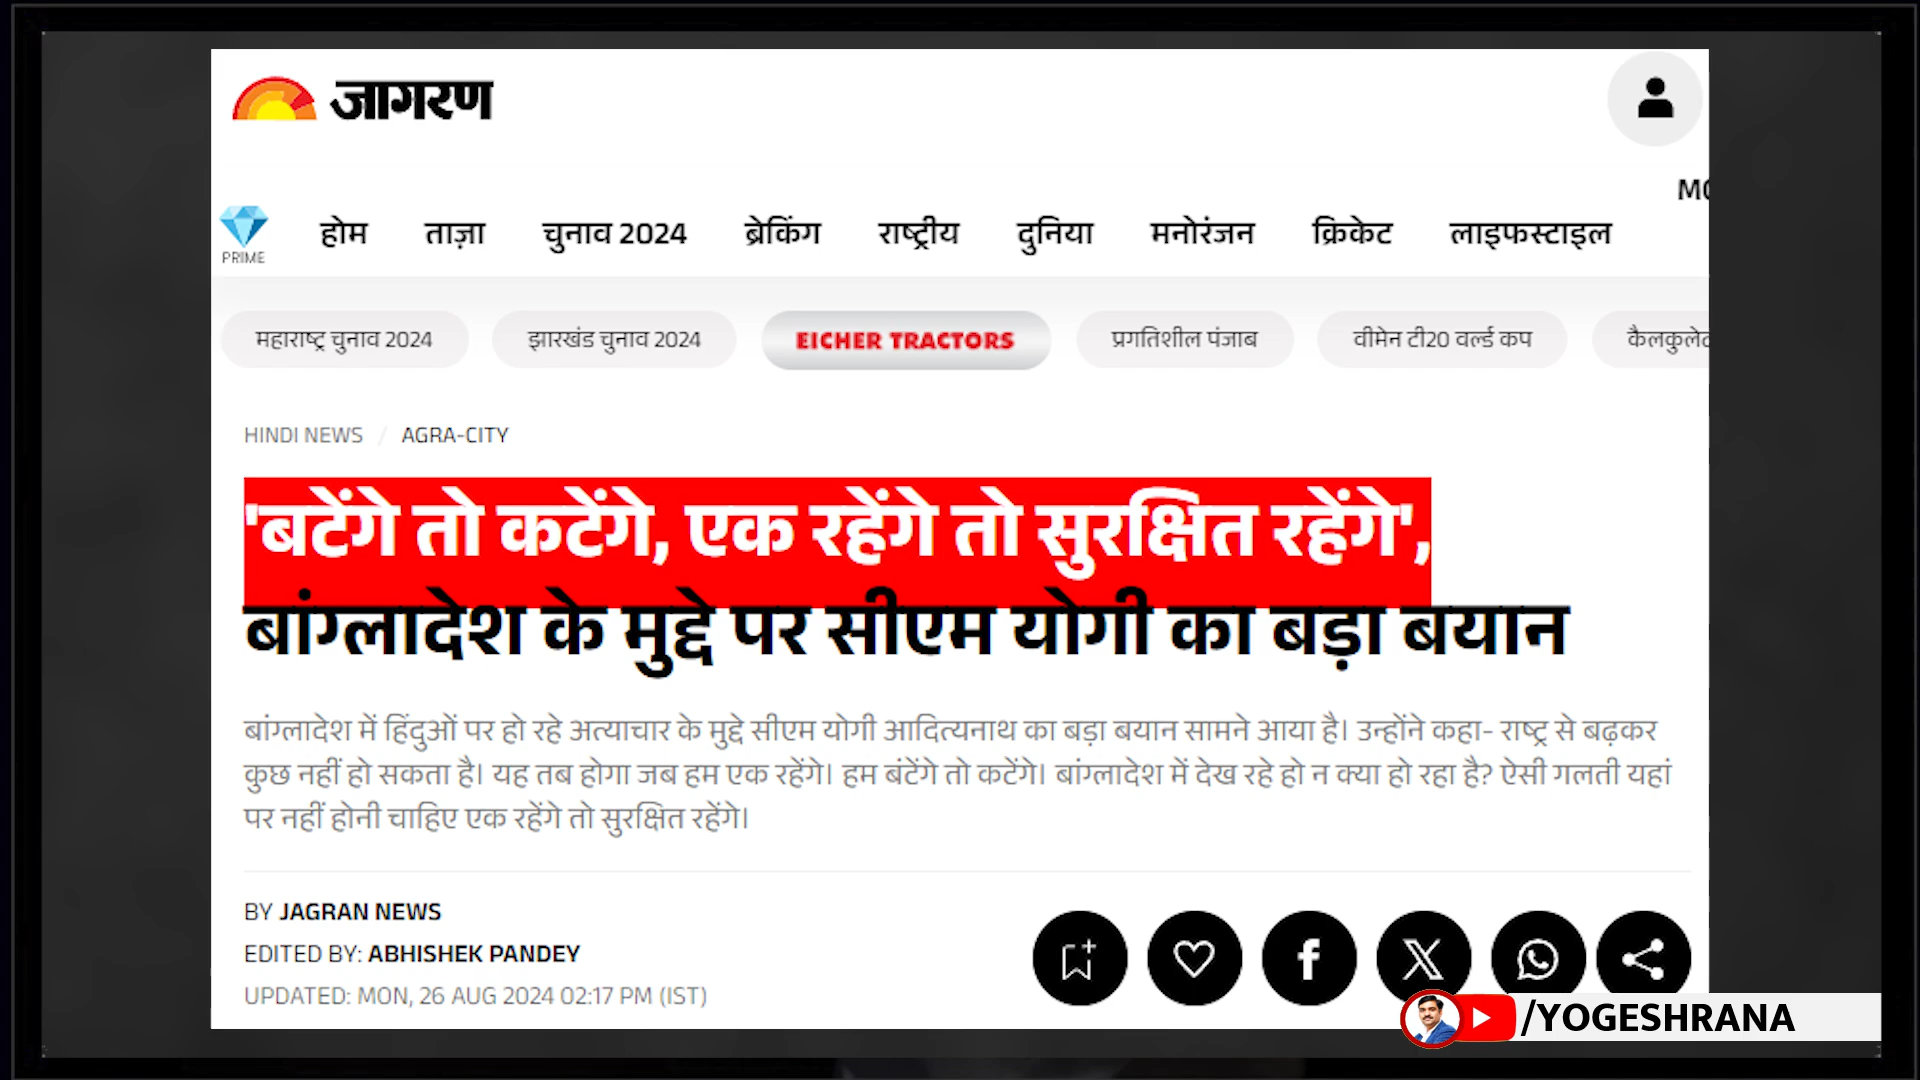 जागरण
MO
PRIME
होम ताज़ा चुनाव 2024 ब्रेकिंग राष्ट्रीय दुनिया मनोरंजन क्रिकेट लाइफस्टाइल
महाराष्ट्र चुनाव 2024 झारखंड चुनाव 2024 EICHER TRACTORS प्रगतिशील पंजाब वीमेन टी20 वर्ल्ड कप
HINDI NEWS / AGRA-CITY
'बटेंगे तो कटेंगे, एक रहेंगे तो सुरक्षित रहेंगे',
बांग्लादेश के मुद्दे पर सीएम योगी का बड़ा बयान
बांग्लादेश में हिंदुओं पर हो रहे अत्याचार के मुद्दे सीएम योगी आदित्यनाथ का बड़ा बयान सामने आया है। उन्होंने कहा- राष्ट्र से बढ़कर
कुछ नहीं हो सकता है। यह तब होगा जब हम एक रहेंगे। हम बंटेंगे तो कटेंगे। बांग्लादेश में देख रहे हो न क्या हो रहा है? ऐसी गलती यहां
पर नहीं होनी चाहिए एक रहेंगे तो सुरक्षित रहेंगे।
BY JAGRAN NEWS
EDITED BY: ABHISHEK PANDEY
UPDATED: MON, 26 AUG 2024 02:17 PM (IST)
/YOGESHRANA